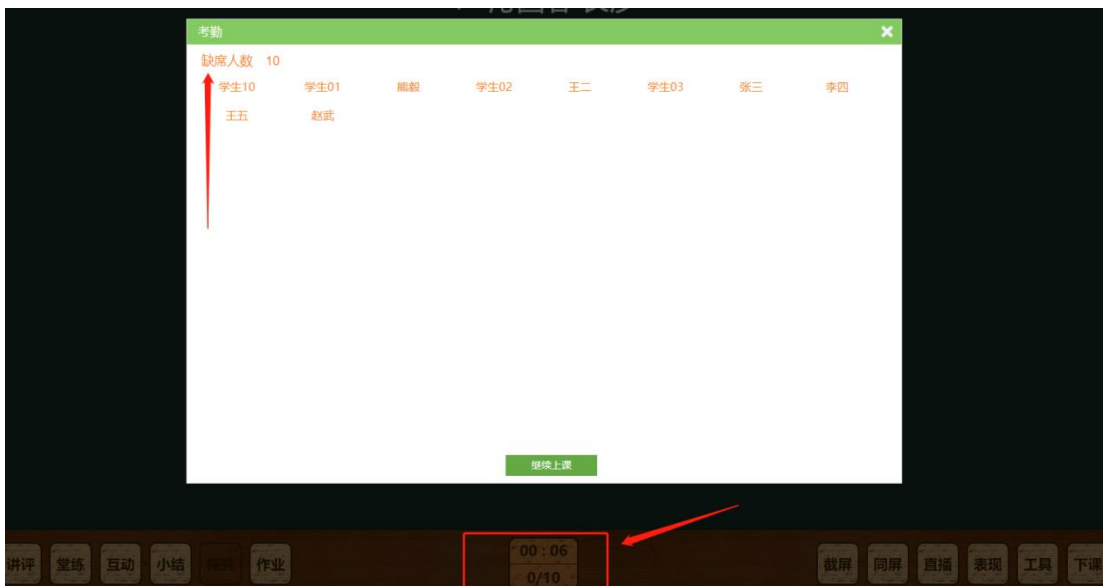 考勤
缺席人数 10
学生10 学生01 熊毅 学生02 王二 学生03 张三 李四
王五 赵武
继续上课
00 : 06
讲评 堂练 互动 小结 作业 截屏 同屏 直播 表现 工具 下课
0/10